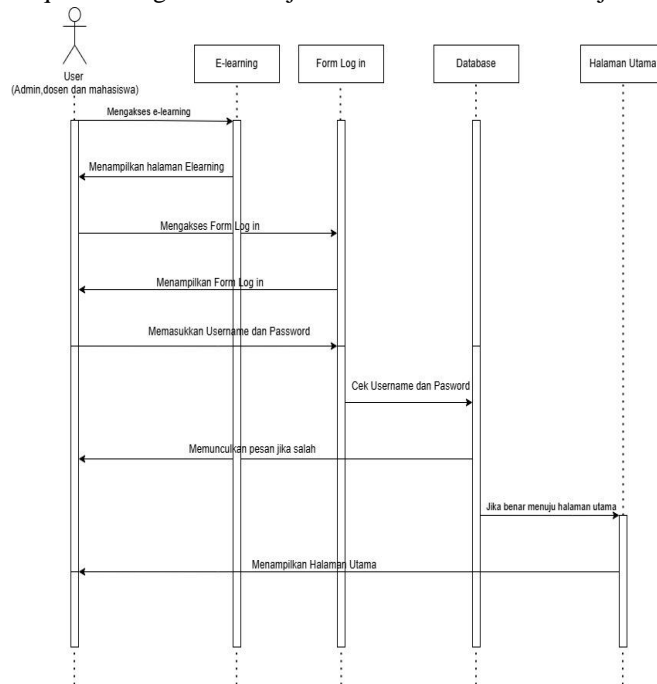 E-learning
Form Log in
Database
Halaman Utama
User
(Admin,dosen dan mahasiswa)
Mengakses e-learning
Menampilkan halaman Elearning
Mengakses Form Log in
Menampilkan Form Log in
Memasukkan Username dan Password
Cek Username dan Pasword
Memunculkan pesan jika salah
Jika benar menuju halaman utama
Menampilkan Halaman Utama